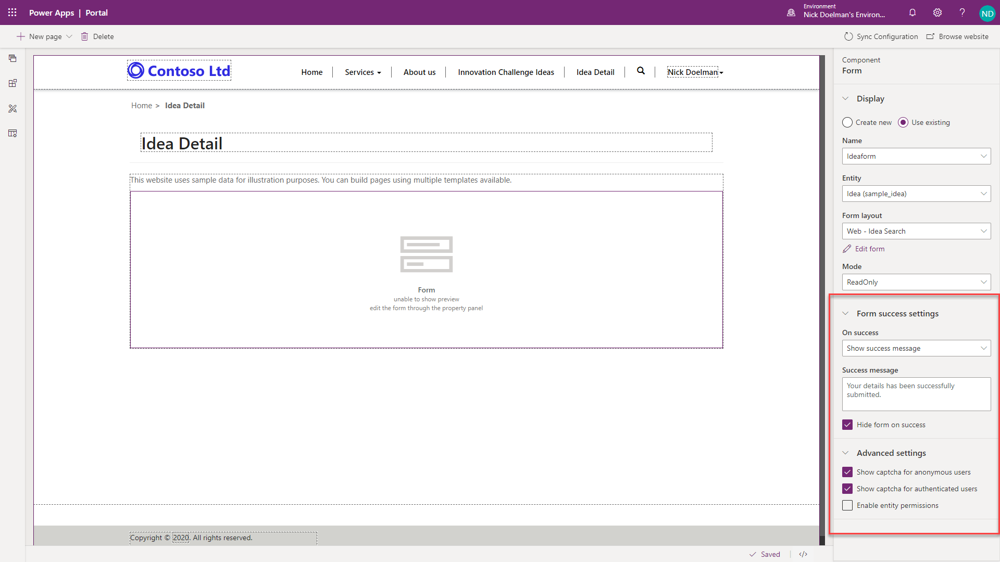 Power Apps | Portal
Environment
Nick Doelman's Environ...
ND
New page
Delete
Sync Configuration
Browse website
Contoso Ltd
Home
Services
About us
Innovation Challenge Ideas
Idea Detail
Nick Doelman
Home > Idea Detail
Idea Detail
This website uses sample data for illustration purposes. You can build pages using multiple templates available.
Form
unable to show preview
edit the form through the property panel
Copyright © 2020. All rights reserved.
Saved
</>
Component
Form
Display
Create new
Use existing
Name
Ideaform
Entity
Idea (sample_idea)
Form layout
Web - Idea Search
Edit form
Mode
ReadOnly
Form success settings
On success
Show success message
Success message
Your details has been successfully
submitted.
Hide form on success
Advanced settings
Show captcha for anonymous users
Show captcha for authenticated users
Enable entity permissions